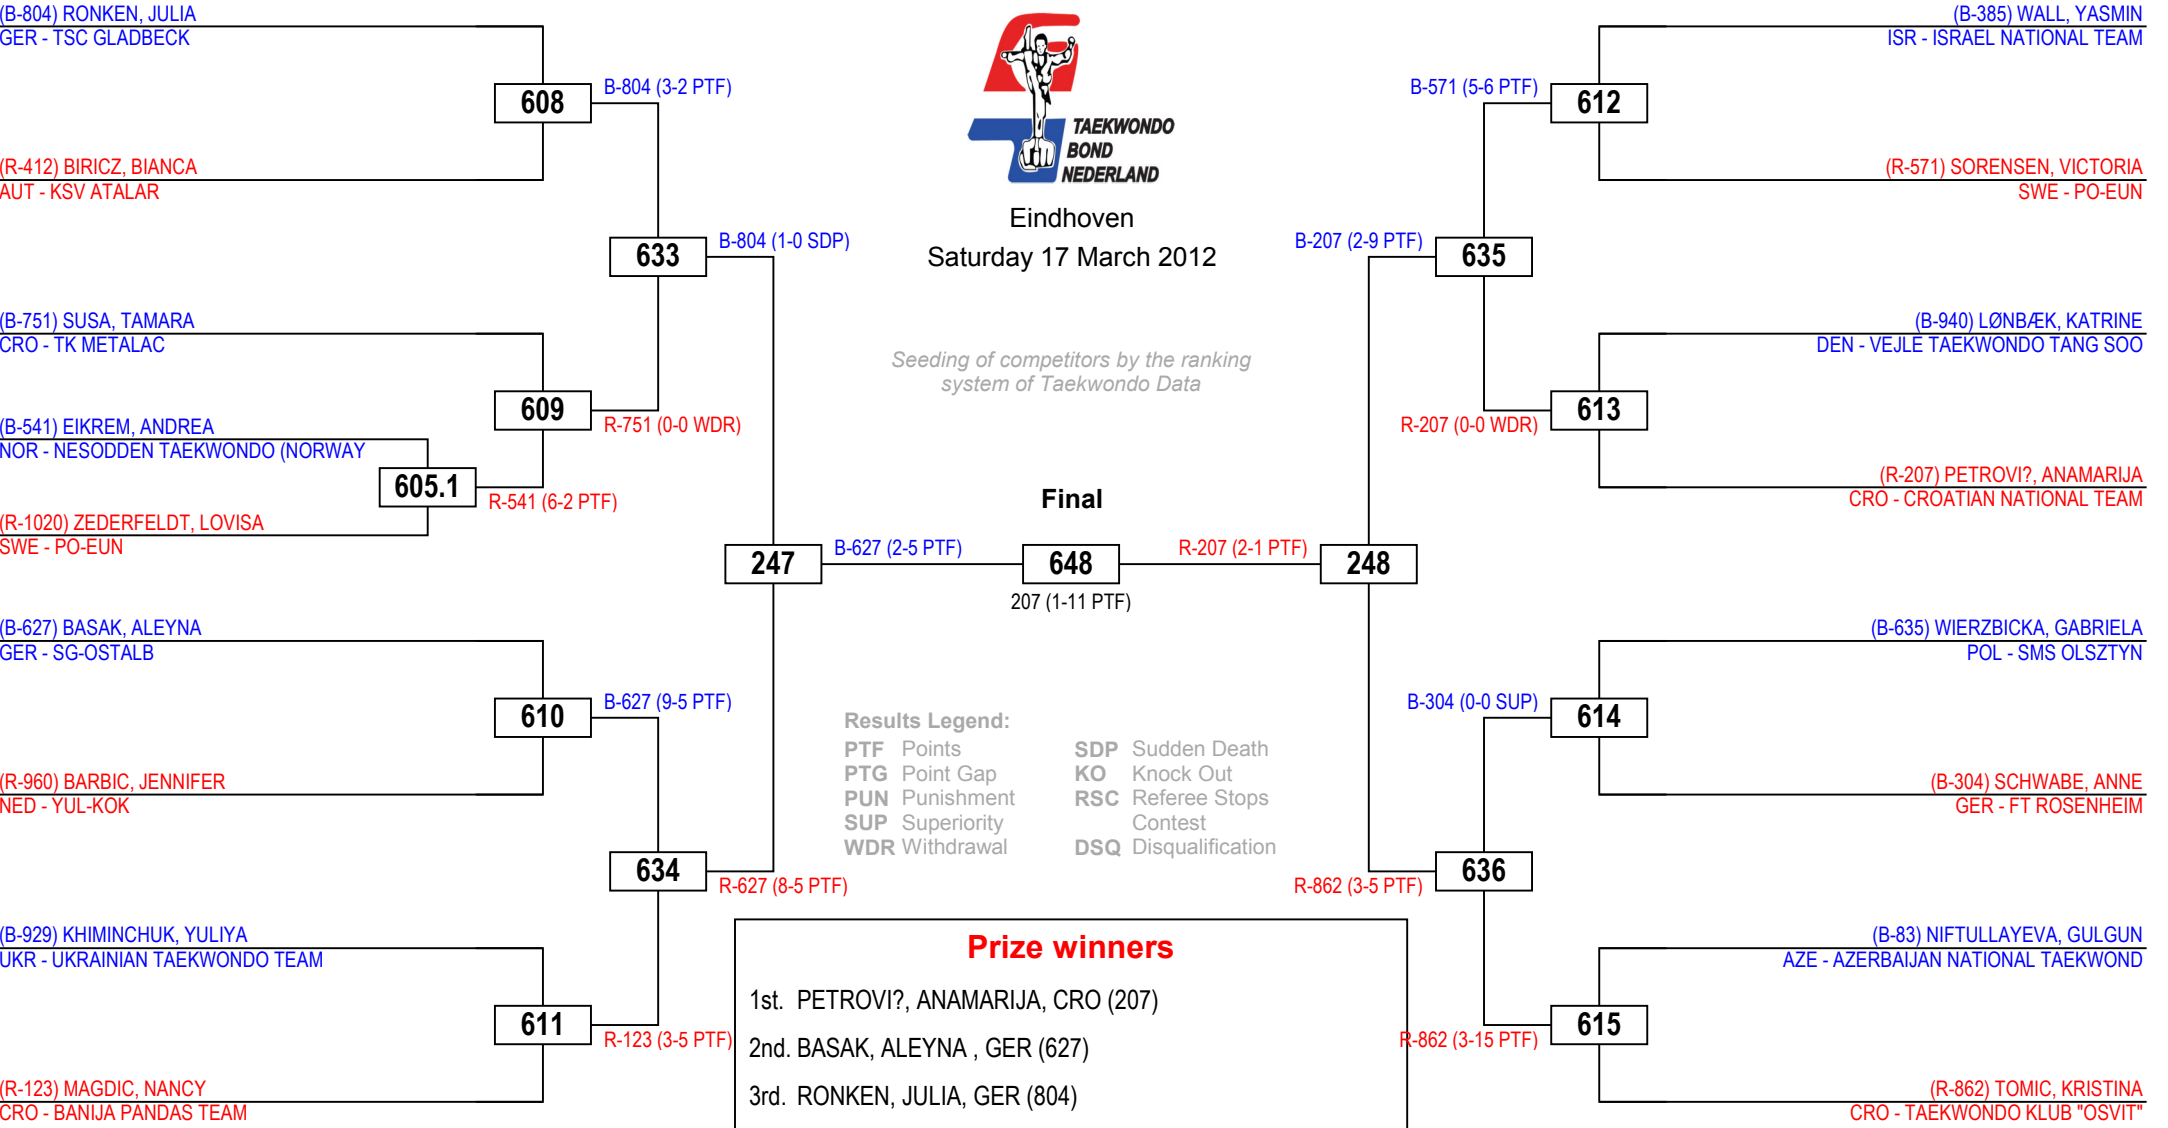 (B-804) RONKEN, JULIA
GER - TSC GLADBECK
608
B-804 (3-2 PTF)
(R-412) BIRICZ, BIANCA
AUT - KSV ATALAR
633
B-804 (1-0 SDP)
(B-751) SUSA, TAMARA
CRO - TK METALAC
609
R-751 (0-0 WDR)
(B-541) EIKREM, ANDREA
NOR - NESODDEN TAEKWONDO (NORWAY
605.1
R-541 (6-2 PTF)
(R-1020) ZEDERFELDT, LOVISA
SWE - PO-EUN
247
B-627 (2-5 PTF)
(B-627) BASAK, ALEYNA
GER - SG-OSTALB
610
B-627 (9-5 PTF)
(R-960) BARBIC, JENNIFER
NED - YUL-KOK
634
R-627 (8-5 PTF)
(B-929) KHIMINCHUK, YULIYA
UKR - UKRAINIAN TAEKWONDO TEAM
611
R-123 (3-5 PTF)
(R-123) MAGDIC, NANCY
CRO - BANIJA PANDAS TEAM
TAEKWONDO
BOND
NEDERLAND
Eindhoven
Saturday 17 March 2012
Seeding of competitors by the ranking
system of Taekwondo Data
Final
648
207 (1-11 PTF)
Results Legend:
PTF Points
PTG Point Gap
PUN Punishment
SUP Superiority
WDR Withdrawal
SDP Sudden Death
KO Knock Out
RSC Referee Stops
Contest
DSQ Disqualification
Prize winners
1st. PETROVI?, ANAMARIJA, CRO (207)
2nd. BASAK, ALEYNA , GER (627)
3rd. RONKEN, JULIA, GER (804)
(B-385) WALL, YASMIN
ISR - ISRAEL NATIONAL TEAM
B-571 (5-6 PTF)
612
(R-571) SORENSEN, VICTORIA
SWE - PO-EUN
B-207 (2-9 PTF)
635
(B-940) LØNBÆK, KATRINE
DEN - VEJLE TAEKWONDO TANG SOO
R-207 (0-0 WDR)
613
(R-207) PETROVI?, ANAMARIJA
CRO - CROATIAN NATIONAL TEAM
R-207 (2-1 PTF)
248
(B-635) WIERZBICKA, GABRIELA
POL - SMS OLSZTYN
B-304 (0-0 SUP)
614
(B-304) SCHWABE, ANNE
GER - FT ROSENHEIM
R-862 (3-5 PTF)
636
(B-83) NIFTULLAYEVA, GULGUN
AZE - AZERBAIJAN NATIONAL TAEKWOND
R-862 (3-15 PTF)
615
(R-862) TOMIC, KRISTINA
CRO - TAEKWONDO KLUB "OSVIT"